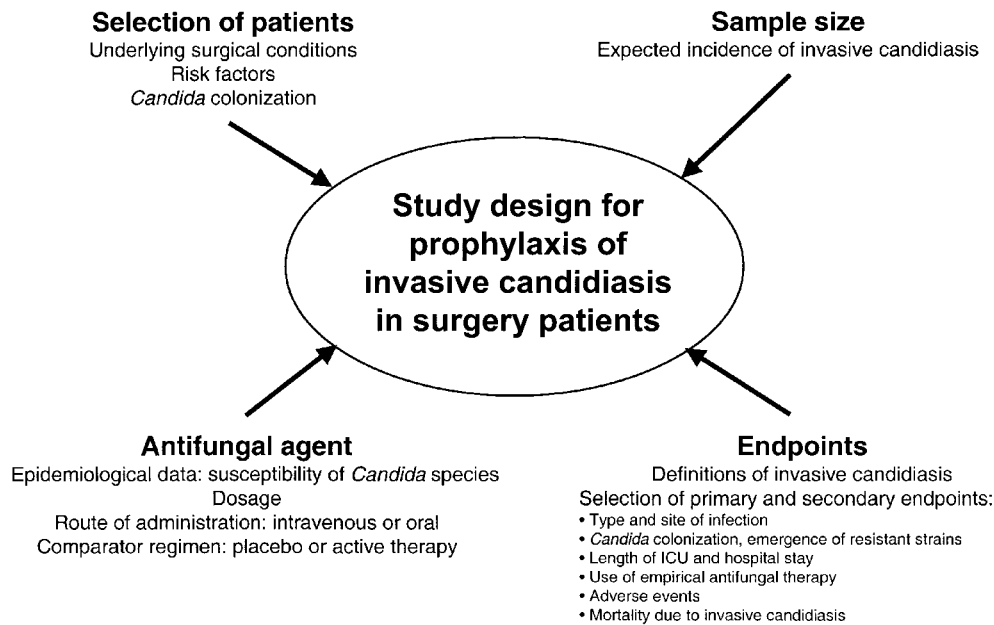 Selection of patients
Underlying surgical conditions
Risk factors
Candida colonization
Sample size
Expected incidence of invasive candidiasis
Study design for
prophylaxis of
invasive candidiasis
in surgery patients
Antifungal agent
Epidemiological data: susceptibility of Candida species
Dosage
Route of administration: intravenous or oral
Comparator regimen: placebo or active therapy
Endpoints
Definitions of invasive candidiasis
Selection of primary and secondary endpoints:
• Type and site of infection
• Candida colonization, emergence of resistant strains
• Length of ICU and hospital stay
• Use of empirical antifungal therapy
• Adverse events
• Mortality due to invasive candidiasis